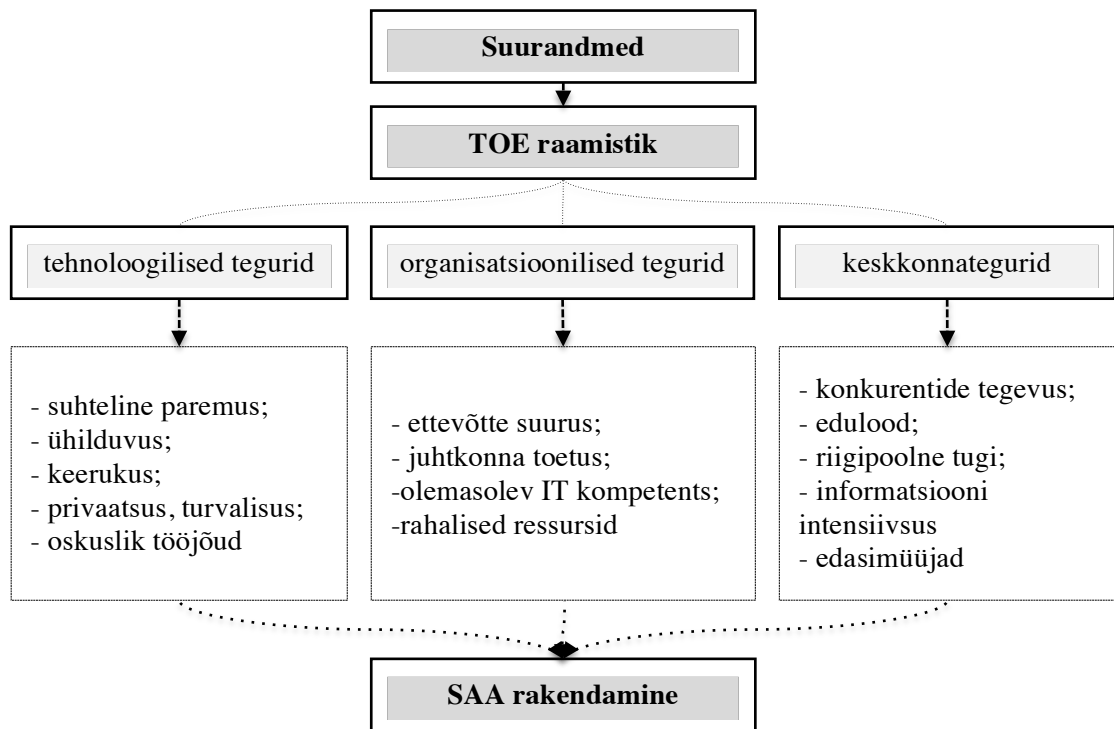 Suurandmed
TOE raamistik
tehnoloogilised tegurid
organisatsioonilised tegurid
keskkonnategurid
- suhteline paremus;
- ühilduvus;
- keerukus;
- privaatsus, turvalisus;
- oskuslik tööjõud
- ettevõtte suurus;
- juhtkonna toetus;
-olemasolev IT kompetents;
-rahalised ressursid
- konkurentide tegevus;
- edulood;
- riigipoolne tugi;
- informatsiooni
intensiivsus
- edasimüüjad
SAA rakendamine